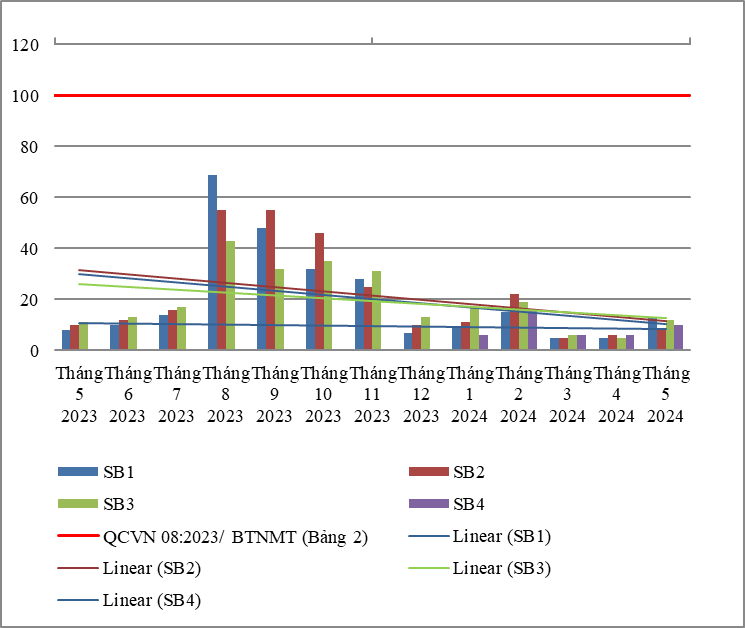 120
100
80
60
40
20
0
Tháng Tháng Tháng Tháng Tháng Tháng Tháng Tháng Tháng Tháng Tháng Tháng Tháng
5 6 7 8 9 10 11 12 1 2 3 4 5
2023 2023 2023 2023 2023 2023 2023 2023 2024 2024 2024 2024 2024
SB1 SB2
SB3 SB4
QCVN 08:2023/ BTNMT (Bảng 2) Linear (SB1)
Linear (SB2) Linear (SB3)
Linear (SB4)